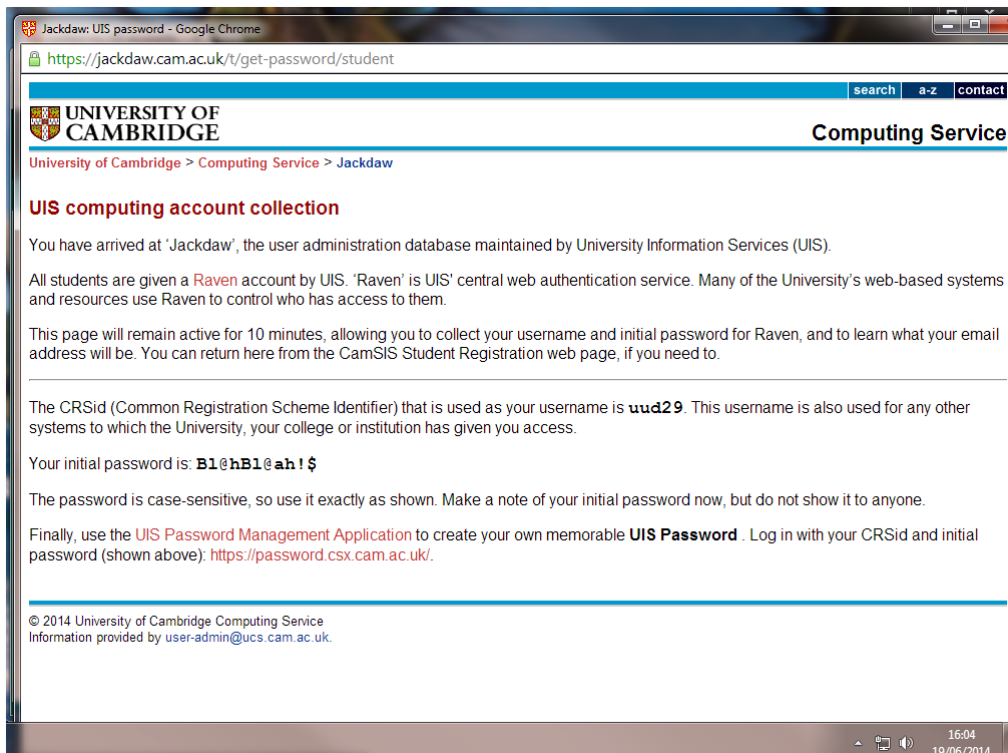 Jackdaw: UIS password - Google Chrome
https://jackdaw.cam.ac.uk/t/get-password/student
search a-z contact
UNIVERSITY OF
CAMBRIDGE
Computing Service
University of Cambridge > Computing Service > Jackdaw
UIS computing account collection
You have arrived at ‘Jackdaw’, the user administration database maintained by University Information Services (UIS).
All students are given a Raven account by UIS. ‘Raven’ is UIS' central web authentication service. Many of the University’s web-based systems
and resources use Raven to control who has access to them.
This page will remain active for 10 minutes, allowing you to collect your username and initial password for Raven, and to learn what your email
address will be. You can return here from the CamSIS Student Registration web page, if you need to.
The CRSid (Common Registration Scheme Identifier) that is used as your username is uud29. This username is also used for any other
systems to which the University, your college or institution has given you access.
Your initial password is: Bl@hBl@ah!$
The password is case-sensitive, so use it exactly as shown. Make a note of your initial password now, but do not show it to anyone.
Finally, use the UIS Password Management Application to create your own memorable UIS Password . Log in with your CRSid and initial
password (shown above): https://password.csx.cam.ac.uk/.
© 2014 University of Cambridge Computing Service
Information provided by user-admin@ucs.cam.ac.uk.
16:04
19/06/2014